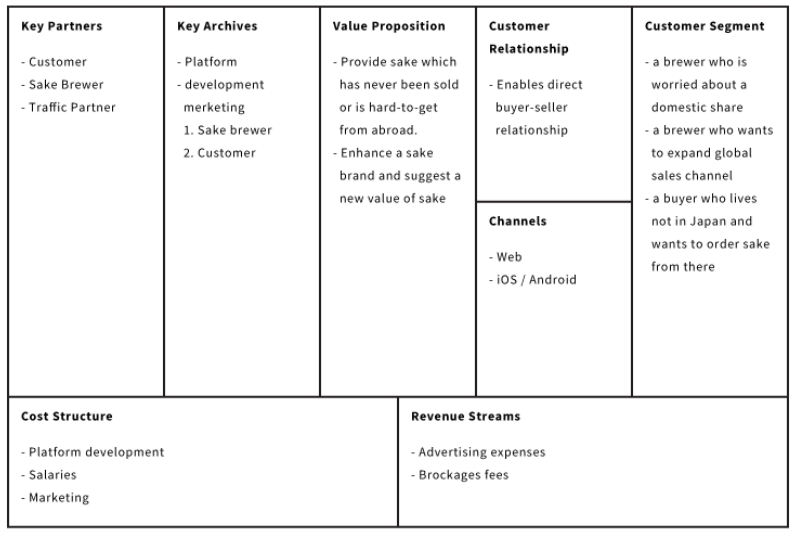 Key Partners
- Customer
- Sake Brewer
- Traffic Partner
Key Archives
- Platform
- development
merketing
1. Sake brewer
2. Customer
Value Proposition
- Provide sake which
has never been sold
or is hard-to-get
from abroad.
- Enhance a sake
brand and suggest a
new value of sake
Customer
Relationship
- Enables direct
buyer-seller
relationship
Channels
- Web
- iOS / Android
Customer Segment
- a brewer who is
worried about a
domestic share
- a brewer who wants
to expand global
sales channel
- a buyer who lives
not in Japan and
wants to order sake
from there
Cost Structure
- Platform development
- Salaries
- Marketing
Revenue Streams
- Advertising expenses
- Brockages fees